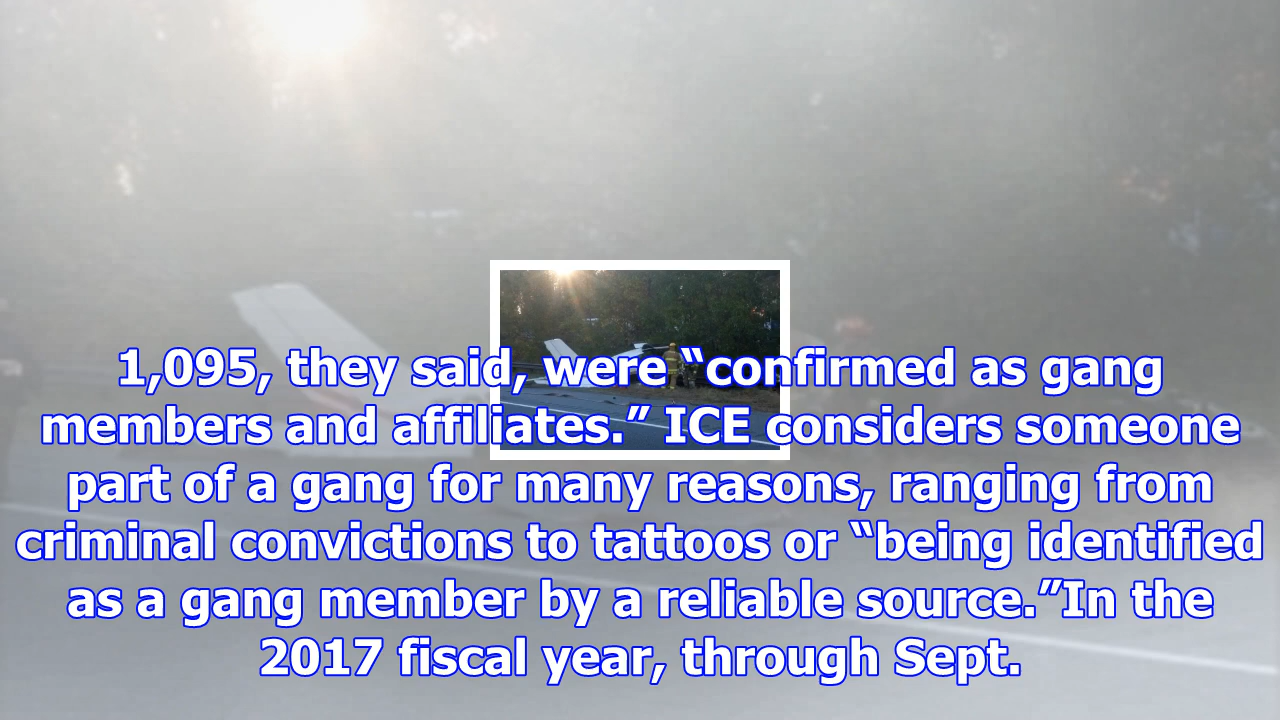 1,095, they said, were “confirmed as gang
members and affiliates.” ICE considers someone
part of a gang for many reasons, ranging from
criminal convictions to tattoos or “being identified
as a gang member by a reliable source.”In the
2017 fiscal year, through Sept.